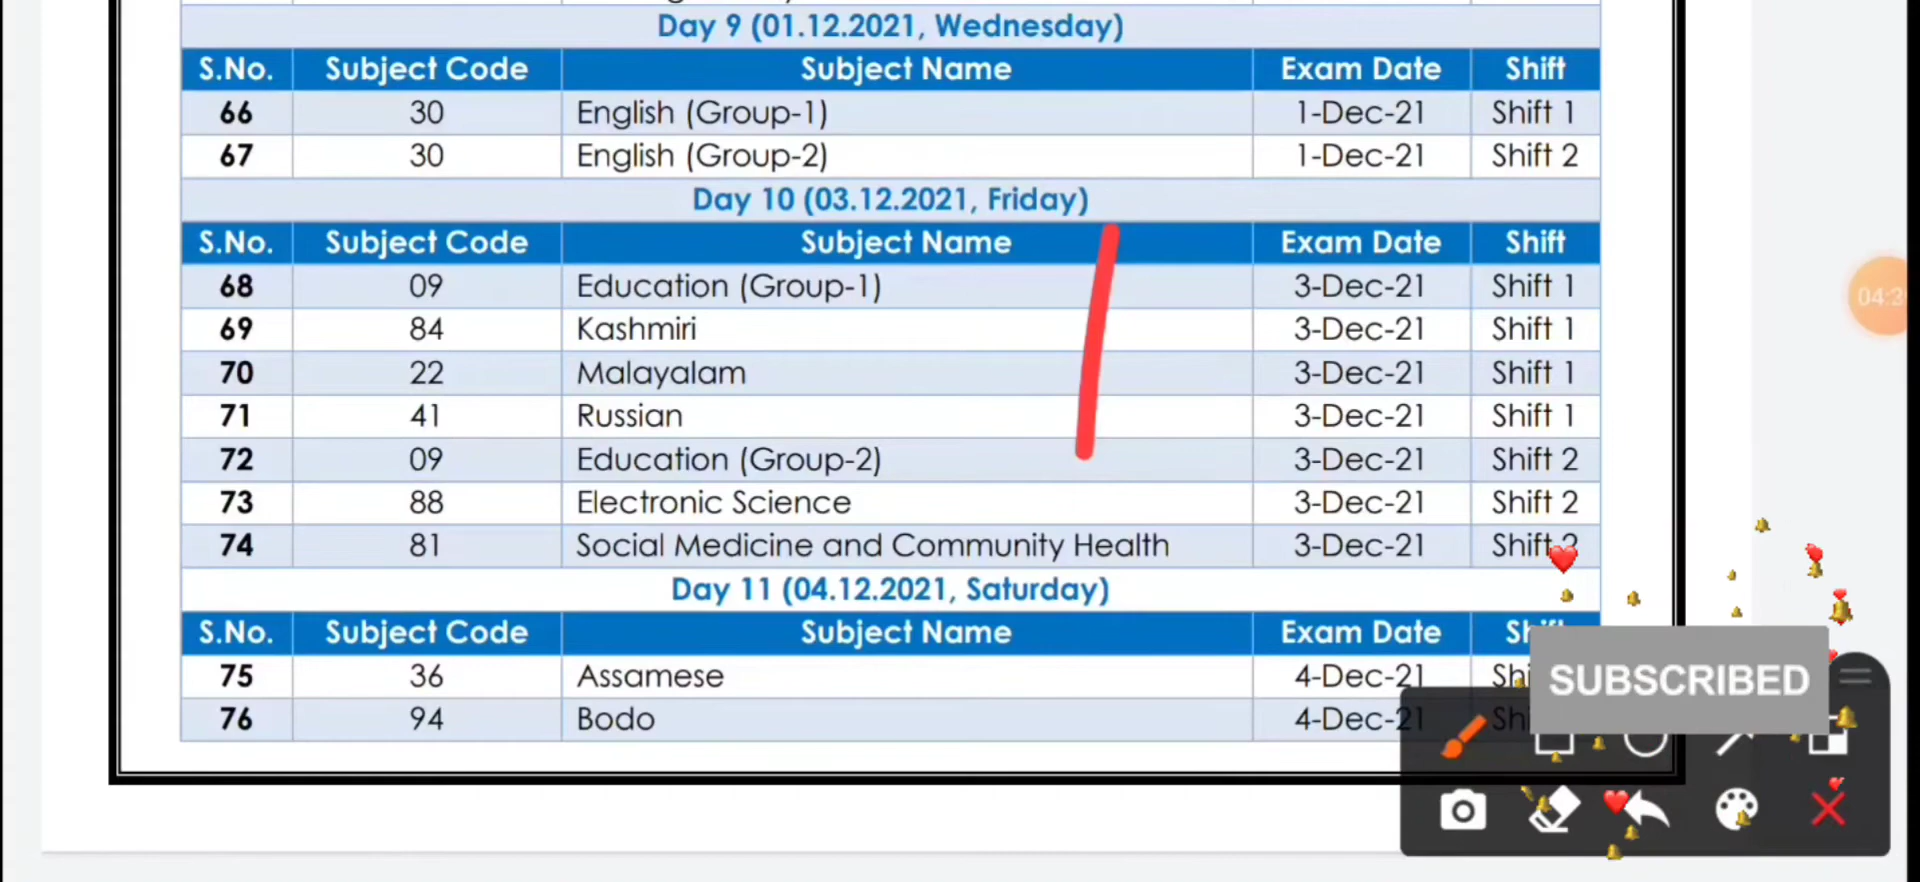 Day 9 (01.12.2021, Wednesday)
S.No. Subject Code Subject Name Exam Date Shift
66 30 English (Group-1) 1-Dec-21 Shift 1
67 30 English (Group-2) 1-Dec-21 Shift 2
Day 10 (03.12.2021, Friday)
S.No. Subject Code Subject Name Exam Date Shift
68 09 Education (Group-1) 3-Dec-21 Shift 1
69 84 Kashmiri 3-Dec-21 Shift 1
70 22 Malayalam 3-Dec-21 Shift 1
71 41 Russian 3-Dec-21 Shift 1
72 09 Education (Group-2) 3-Dec-21 Shift 2
73 88 Electronic Science 3-Dec-21 Shift 2
74 81 Social Medicine and Community Health 3-Dec-21 Shift 2
Day 11 (04.12.2021, Saturday)
S.No. Subject Code Subject Name Exam Date
75 36 Assamese 4-Dec-21
76 94 Bodo 4-Dec-21
SUBSCRIBED